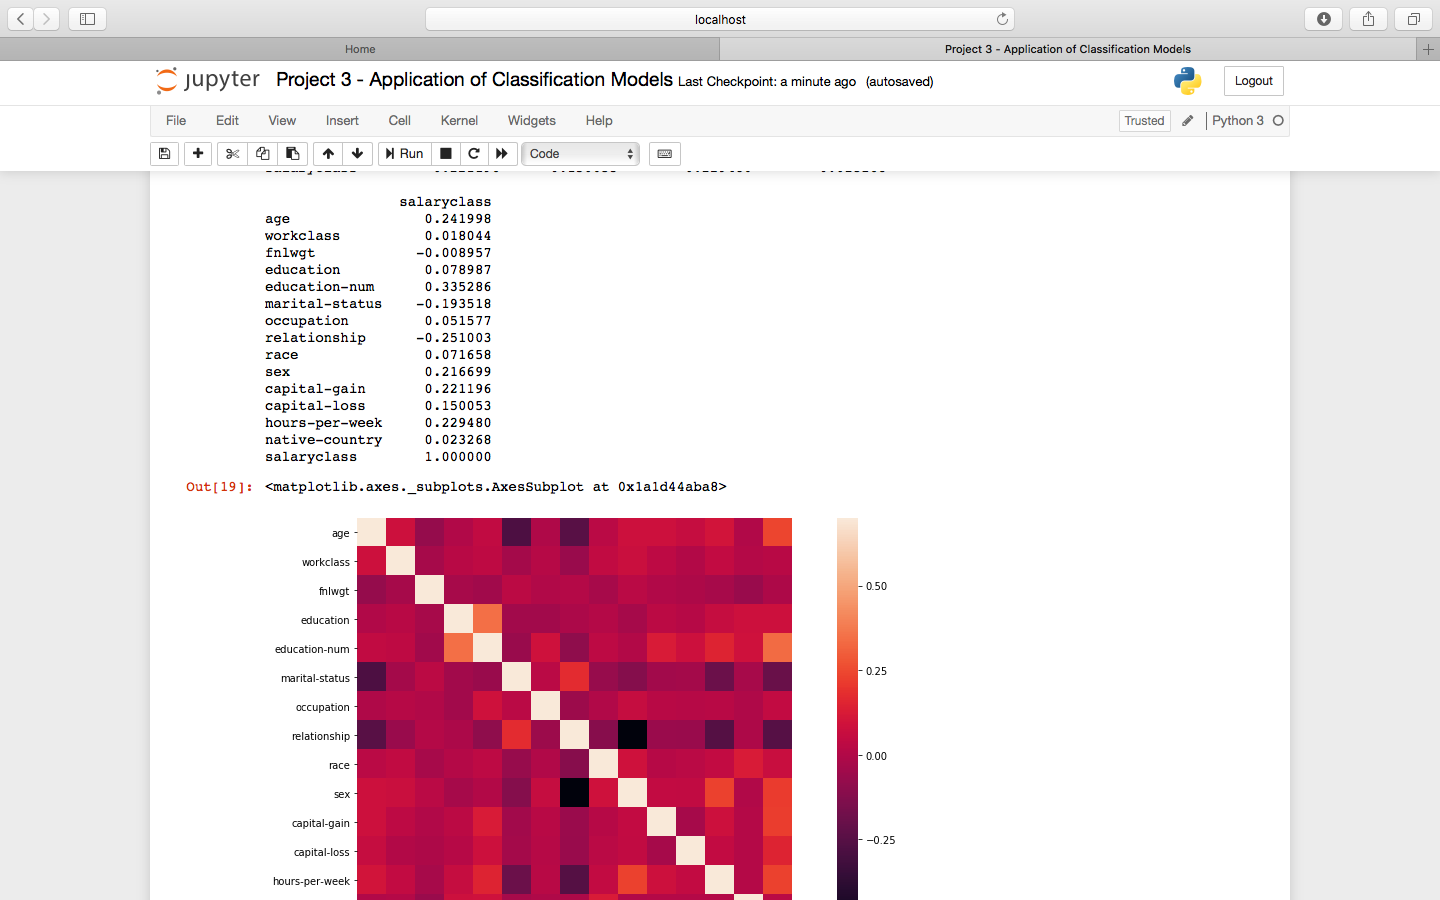 localhost
Home
Project 3 - Application of Classification Models
jupyter Project 3 - Application of Classification Models Last Checkpoint: a minute ago (autosaved)
Logout
File Edit View Insert Cell Kernel Widgets Help
Trusted
Python 3
Run
Code
salaryclass
age 0.241998
workclass 0.018044
fnlwgt -0.008957
education 0.078987
education-num 0.335286
marital-status -0.193518
occupation 0.051577
relationship -0.251003
race 0.071658
sex 0.216699
capital-gain 0.221196
capital-loss 0.150053
hours-per-week 0.229480
native-country 0.023268
salaryclass 1.000000
Out[19]: <matplotlib.axes._subplots.AxesSubplot at 0x1a1d44aba8>
age
workclass
fnlwgt
education
education-num
marital-status
occupation
relationship
race
sex
capital-gain
capital-loss
hours-per-week
0.50
0.25
0.00
−0.25